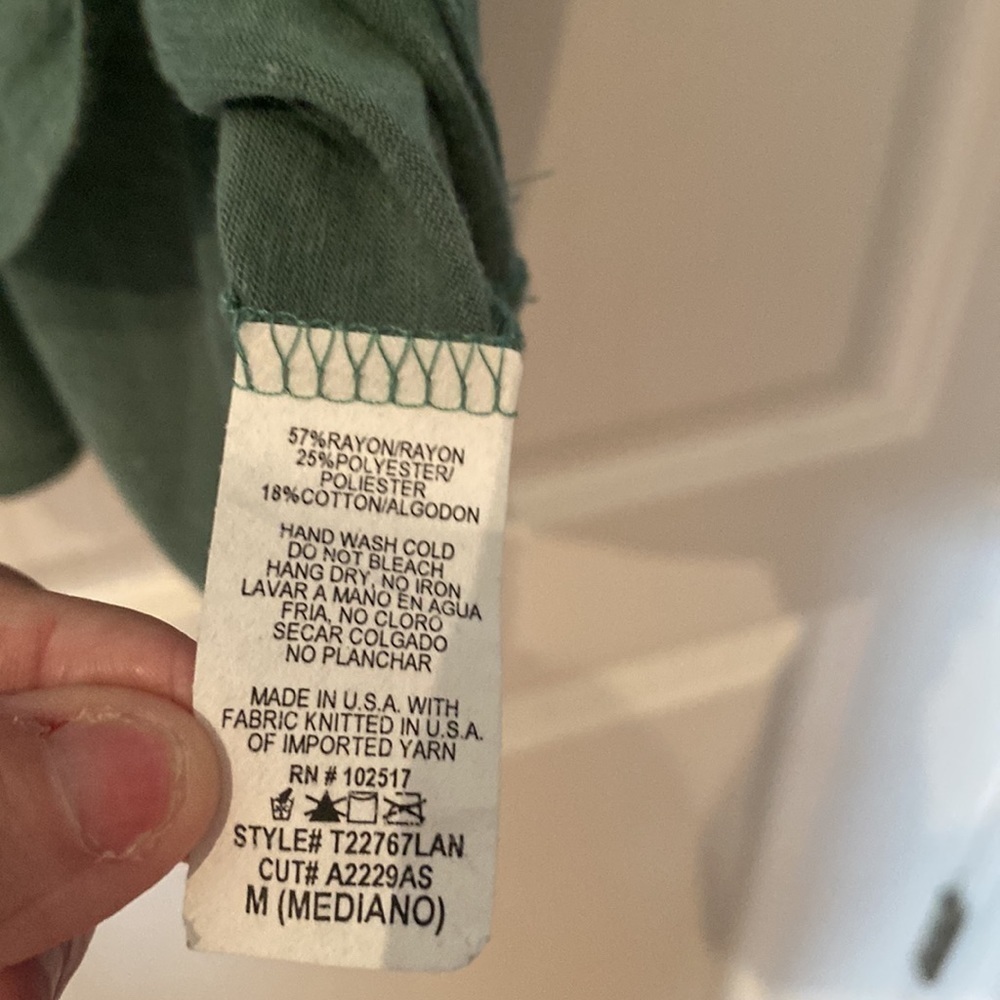 57%RAYON/RAYON
25%POLYESTER/
POLIESTER
18%COTTON/ALGODON
HAND WASH COLD
DO NOT BLEACH
HANG DRY, NO IRON
LAVAR A MANO EN AGUA
FRIA, NO CLORO
SECAR COLGADO
NO PLANCHAR
MADE IN U.S.A. WITH
FABRIC KNITTED IN U.S.A.
OF IMPORTED YARN
RN # 102517
STYLE# T22767LAN
CUT# A2229AS
M (MEDIANO)